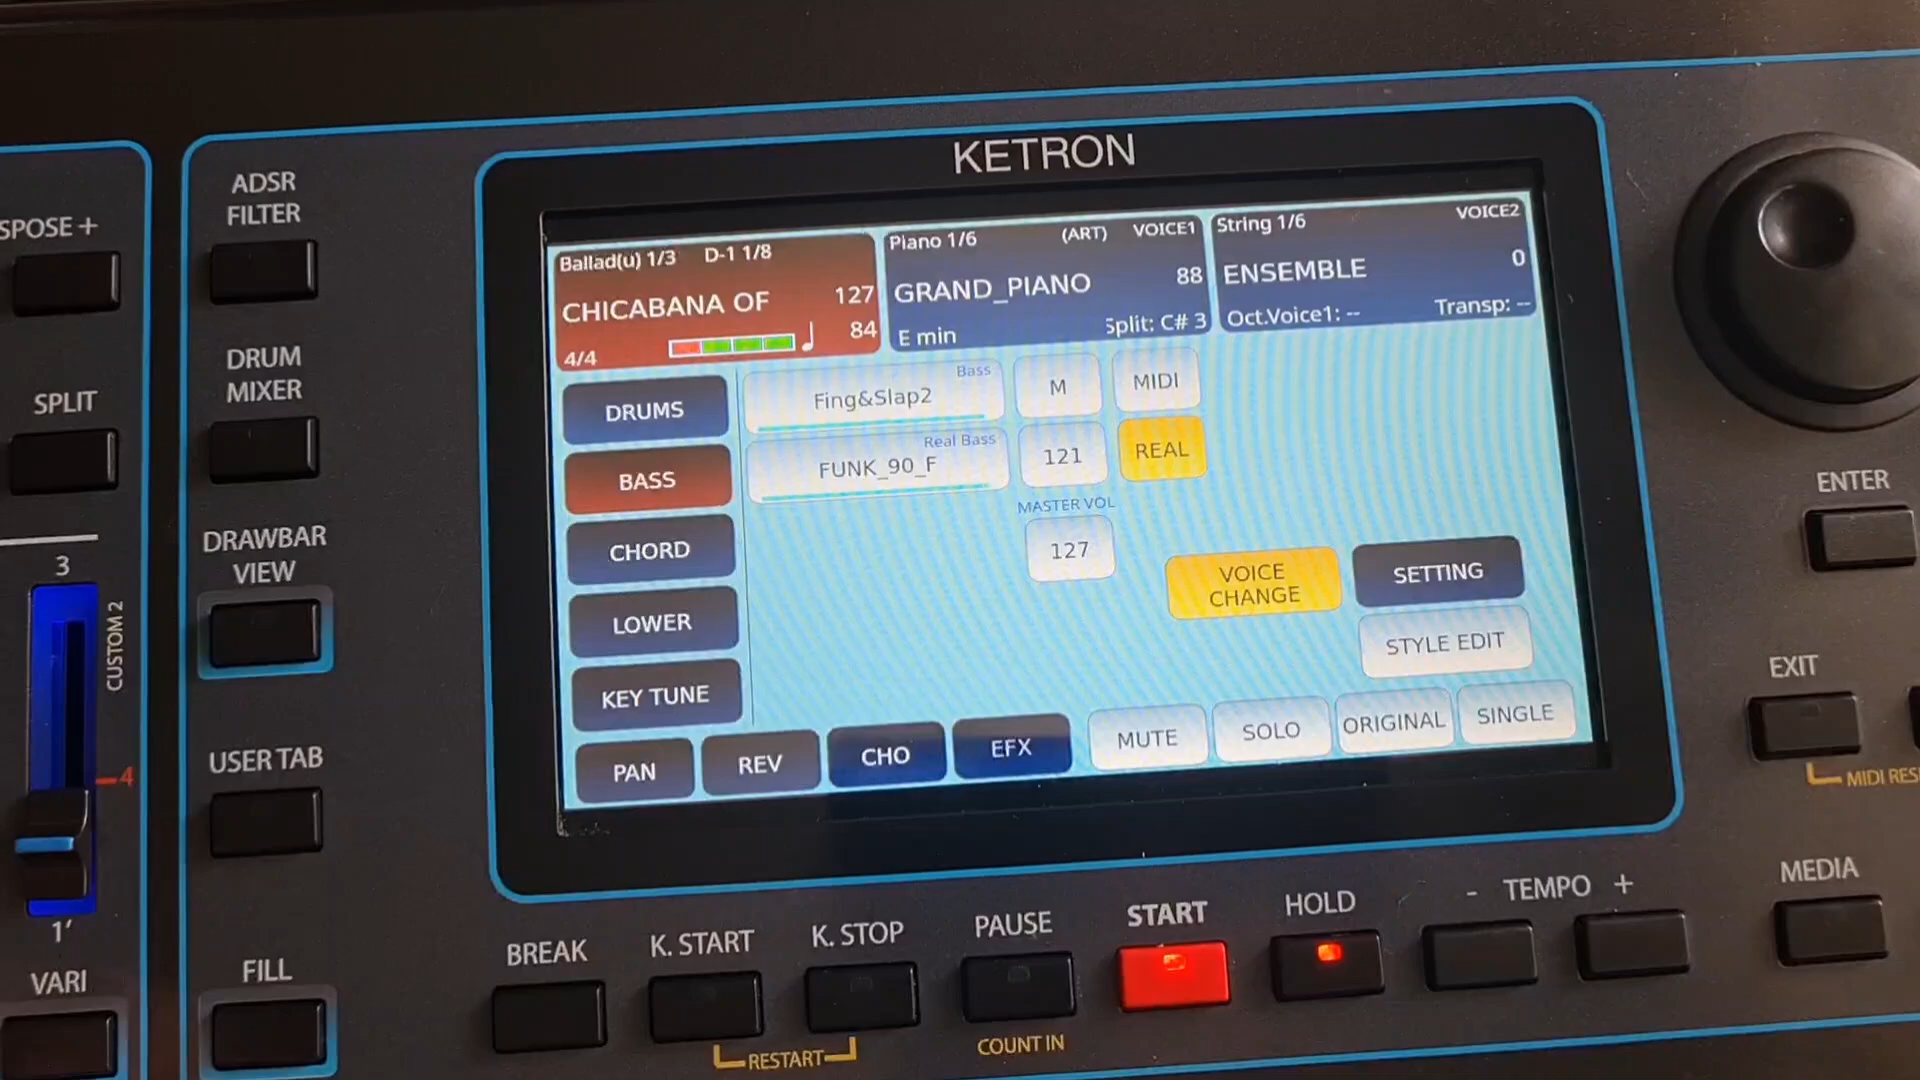 KETRON
ADSR
FILTER
SPOSE +
DRUM
MIXER
SPLIT
DRAWBAR
VIEW
3
CUSTOM 2
4
1'
USER TAB
VARI
FILL
Ballad(u) 1/3 D-1 1/8
CHICABANA OF 127
84
4/4
Piano 1/6 (ART) VOICE1
GRAND_PIANO 88
E min Split: C# 3
String 1/6 VOICE2
ENSEMBLE 0
Oct.Voice1: -- Transp: --
DRUMS
BASS
CHORD
LOWER
KEY TUNE
Bass
Fing&Slap2
M
MIDI
Real Bass
FUNK_90_F
121
REAL
MASTER VOL
127
VOICE
CHANGE
SETTING
STYLE EDIT
PAN
REV
CHO
EFX
MUTE
SOLO
ORIGINAL
SINGLE
ENTER
EXIT
MIDI RES
MEDIA
BREAK
K. START
K. STOP
PAUSE
START
HOLD
- TEMPO +
RESTART
COUNT IN